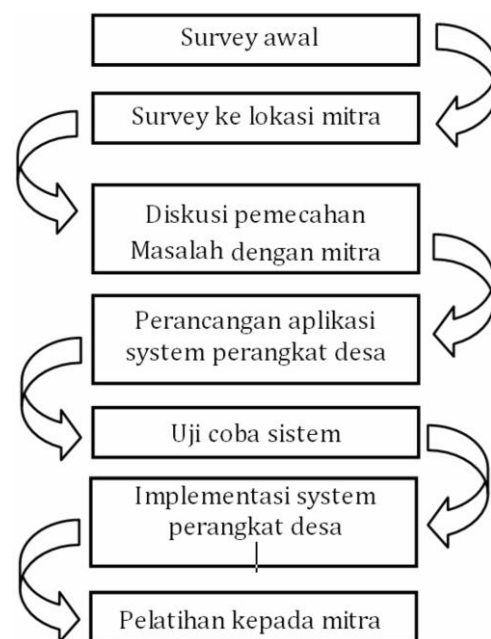 Survey awal
Survey ke lokasi mitra
Diskusi pemecahan
Masalah dengan mitra
Perancangan aplikasi
system perangkat desa
Uji coba sistem
Implementasi system
perangkat desa
Pelatihan kepada mitra